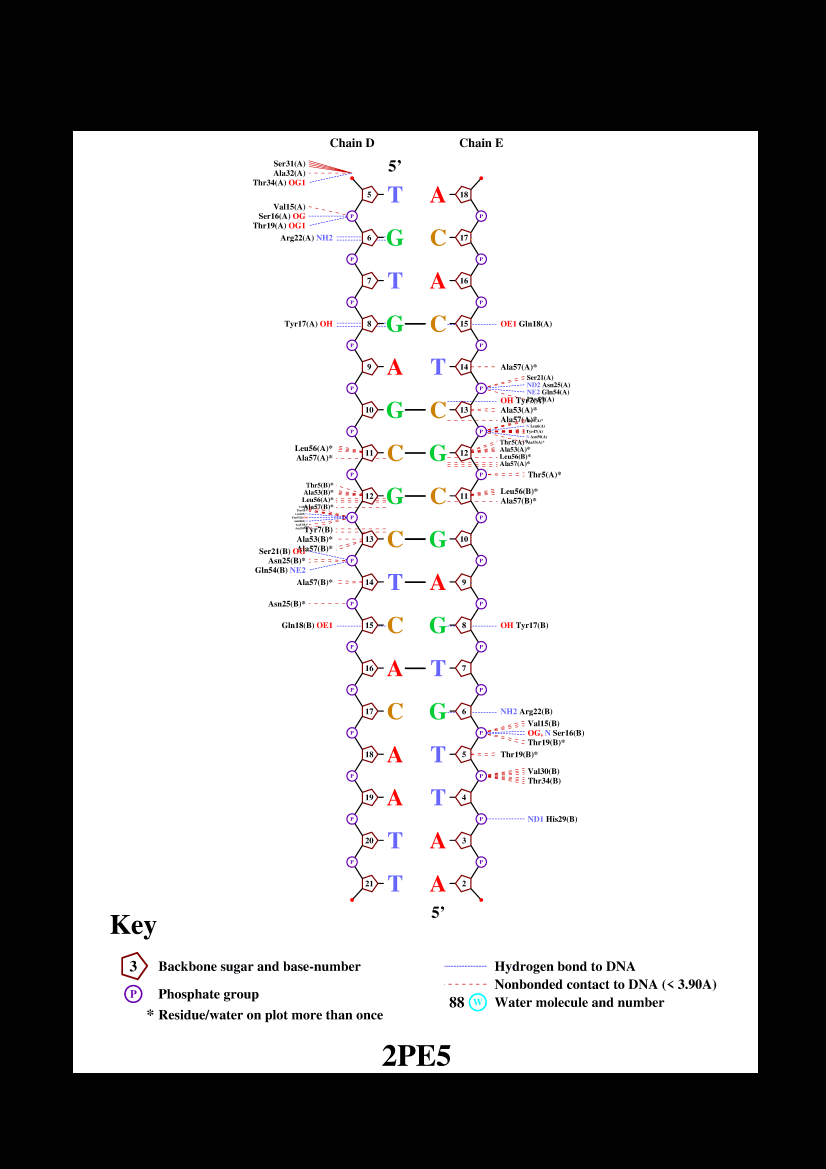 Chain D Chain E
5’
Ser31(A)
Ala32(A)
Thr34(A) OG1
5 T A 18
Val15(A)
P Ser16(A) OG P
Thr19(A) OG1
Arg22(A) NH2 6 G C 17
P P
7 T A 16
P P
Tyr17(A) OH 8 G C 15 OE1 Gln18(A)
P P
9 A T 14 Ala57(A)*
Ser21(A)
P P ND2 Asn25(A)
NE2 Gln54(A)
10 G C 13 Ala53(A)*
P P
Leu56(A)* 11 C G 12 Thr5(A)*
Ala53(A)*
Leu56(B)*
Ala57(A)* Ala57(A)*
P P Thr5(A)*
Thr5(B)*
Ala53(B)* 12 G C 11 Leu56(B)*
Leu56(A)* Ala57(B)*
Ala57(B)*
P P
Tyr7(B)
Ala53(B)* 13 C G 10
Ala57(B)*
Ser21(B)
Asn25(B)* P P
Gln54(B) NE2
Ala57(B)* 14 T A 9
Asn25(B)* P P
Gln18(B) OE1 15 C G 8 OH Tyr17(B)
P P
16 A T 7
P P
17 C G 6 NH2 Arg22(B)
Val15(B)
P P OG, N Ser16(B)
Thr19(B)*
18 A T 5 Thr19(B)*
P P Val30(B)
Thr34(B)
19 A T 4
P P ND1 His29(B)
20 T A 3
P P
21 T A 2
5’
Key
3 Backbone sugar and base-number
P Phosphate group
* Residue/water on plot more than once
Hydrogen bond to DNA
Nonbonded contact to DNA (< 3.90A)
88 W Water molecule and number
2PE5